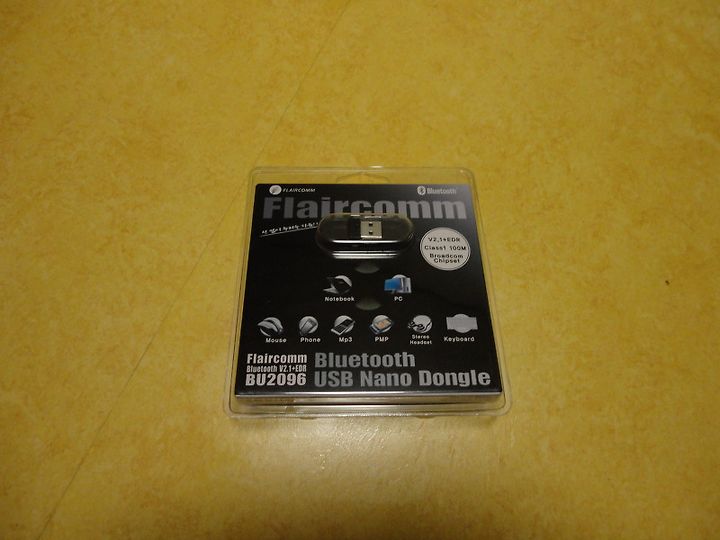 FLAIRCOMM
Bluetooth
Flaircomm
V2.1+EDR
Class1 100M
Broadcom
Chipset
Notebook
PC
Mouse
Phone
Mp3
PMP
Stereo
Headset
Keyboard
Flaircomm
Bluetooth V2.1+EDR
BU2096
Bluetooth
USB Nano Dongle